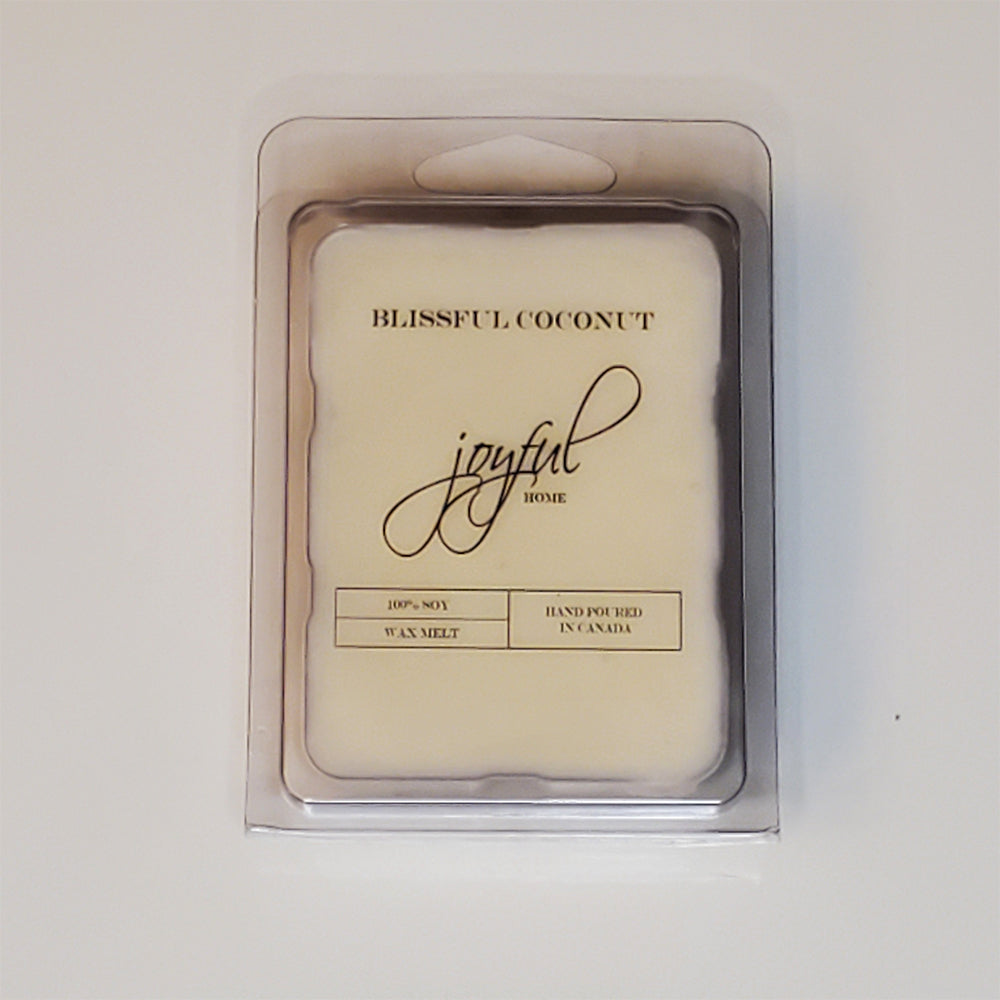 BLISSFUL COCONUT
joyful
HOME
100% SOY
WAX MELT
HAND POURED
IN CANADA